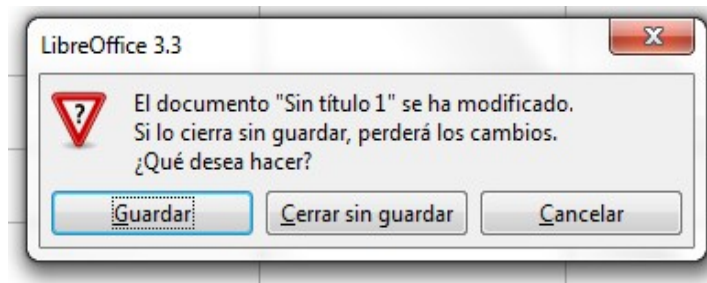 LibreOffice 3.3
El documento "Sin título 1" se ha modificado.
Si lo cierra sin guardar, perderá los cambios.
¿Qué desea hacer?
Guardar Cerrar sin guardar Cancelar